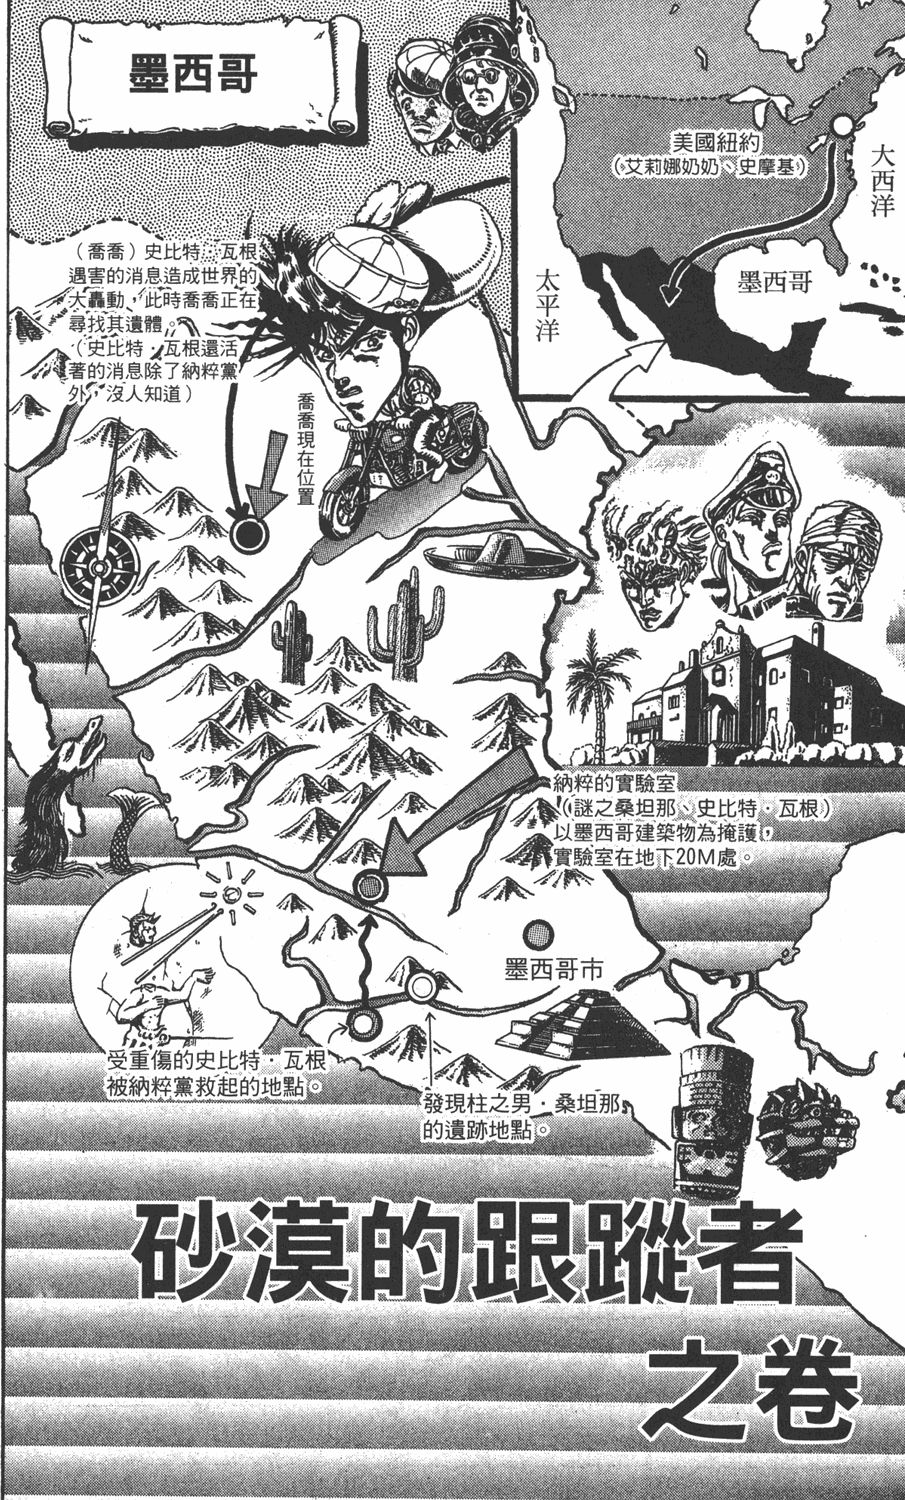 墨西哥
美國紐約
(艾莉娜奶奶、史摩基)
大西洋
太平洋
墨西哥
(喬喬)史比特‧瓦根
遇害的消息造成世界的
大轟動，此時喬喬正在
尋找其遺體。
(史比特‧瓦根還活
著的消息除了納粹黨
外，沒人知道)
喬喬現在位置
納粹的實驗室
(謎之桑坦那、史比特‧瓦根)
以墨西哥建築物為掩護，
實驗室在地下20M處。
墨西哥市
受重傷的史比特‧瓦根
被納粹黨救起的地點。
發現柱之男‧桑坦那
的遺跡地點。
砂漠的跟蹤者
之卷